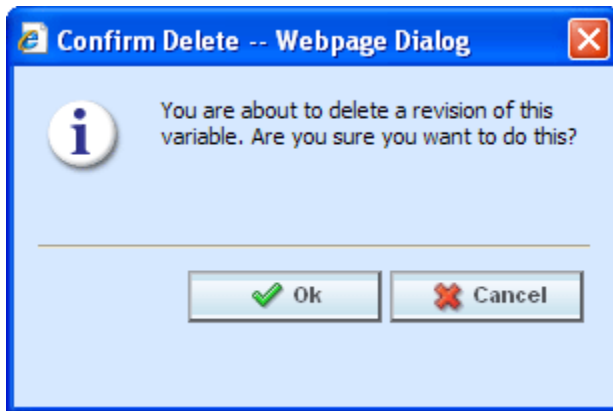 Confirm Delete -- Webpage Dialog
You are about to delete a revision of this
variable. Are you sure you want to do this?
Ok
Cancel